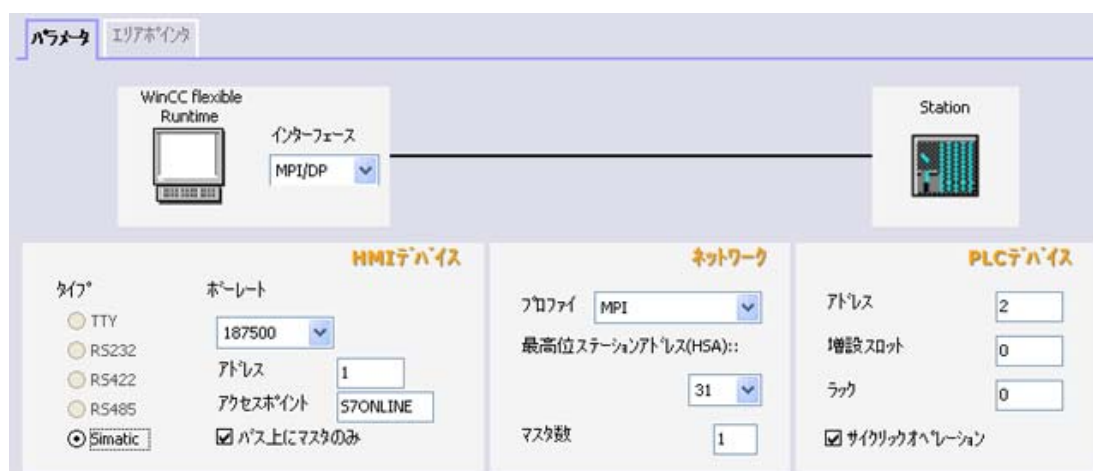 パラメータ
エリアポインタ
WinCC flexible
Runtime
インターフェース
MPI/DP
Station
HMIデバイス
タイプ
TTY
RS232
RS422
RS485
Simatic
ボーレート
187500
アドレス
1
アクセスポイント
S7ONLINE
バス上にマスタのみ
ネットワーク
プロファイ
MPI
最高位ステーションアドレス(HSA)::
31
マスタ数
1
PLCデバイス
アドレス
2
増設スロット
0
ラック
0
サイクリックオペレーション